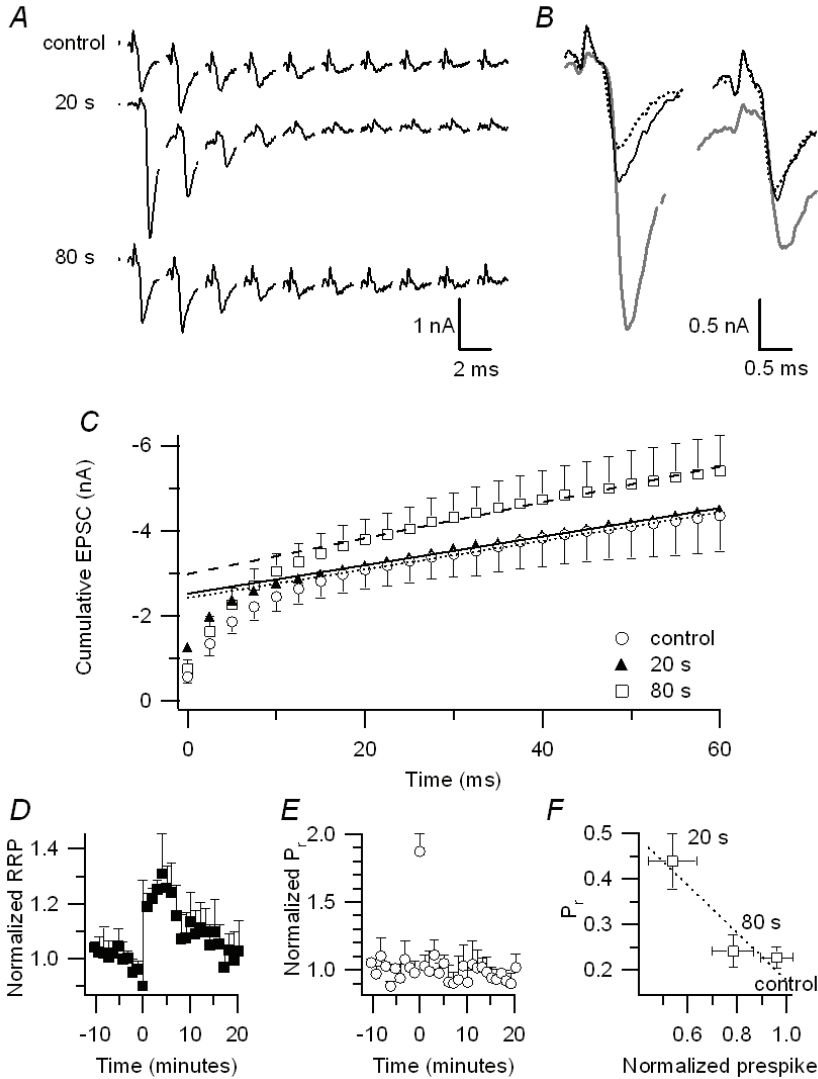 A
B
control
20 s
80 s
1 nA
2 ms
0.5 nA
0.5 ms
C
Cumulative EPSC (nA)
-6
-4
-2
0
0 20 40 60
Time (ms)
control
20 s
80 s
D
Normalized RRP
1.4
1.2
1.0
-10 0 10 20
Time (minutes)
E
Normalized Pr
2.0
1.5
1.0
-10 0 10 20
Time (minutes)
F
Pr
0.5
0.4
0.3
0.2
20 s
80 s
control
0.6 0.8 1.0
Normalized prespike